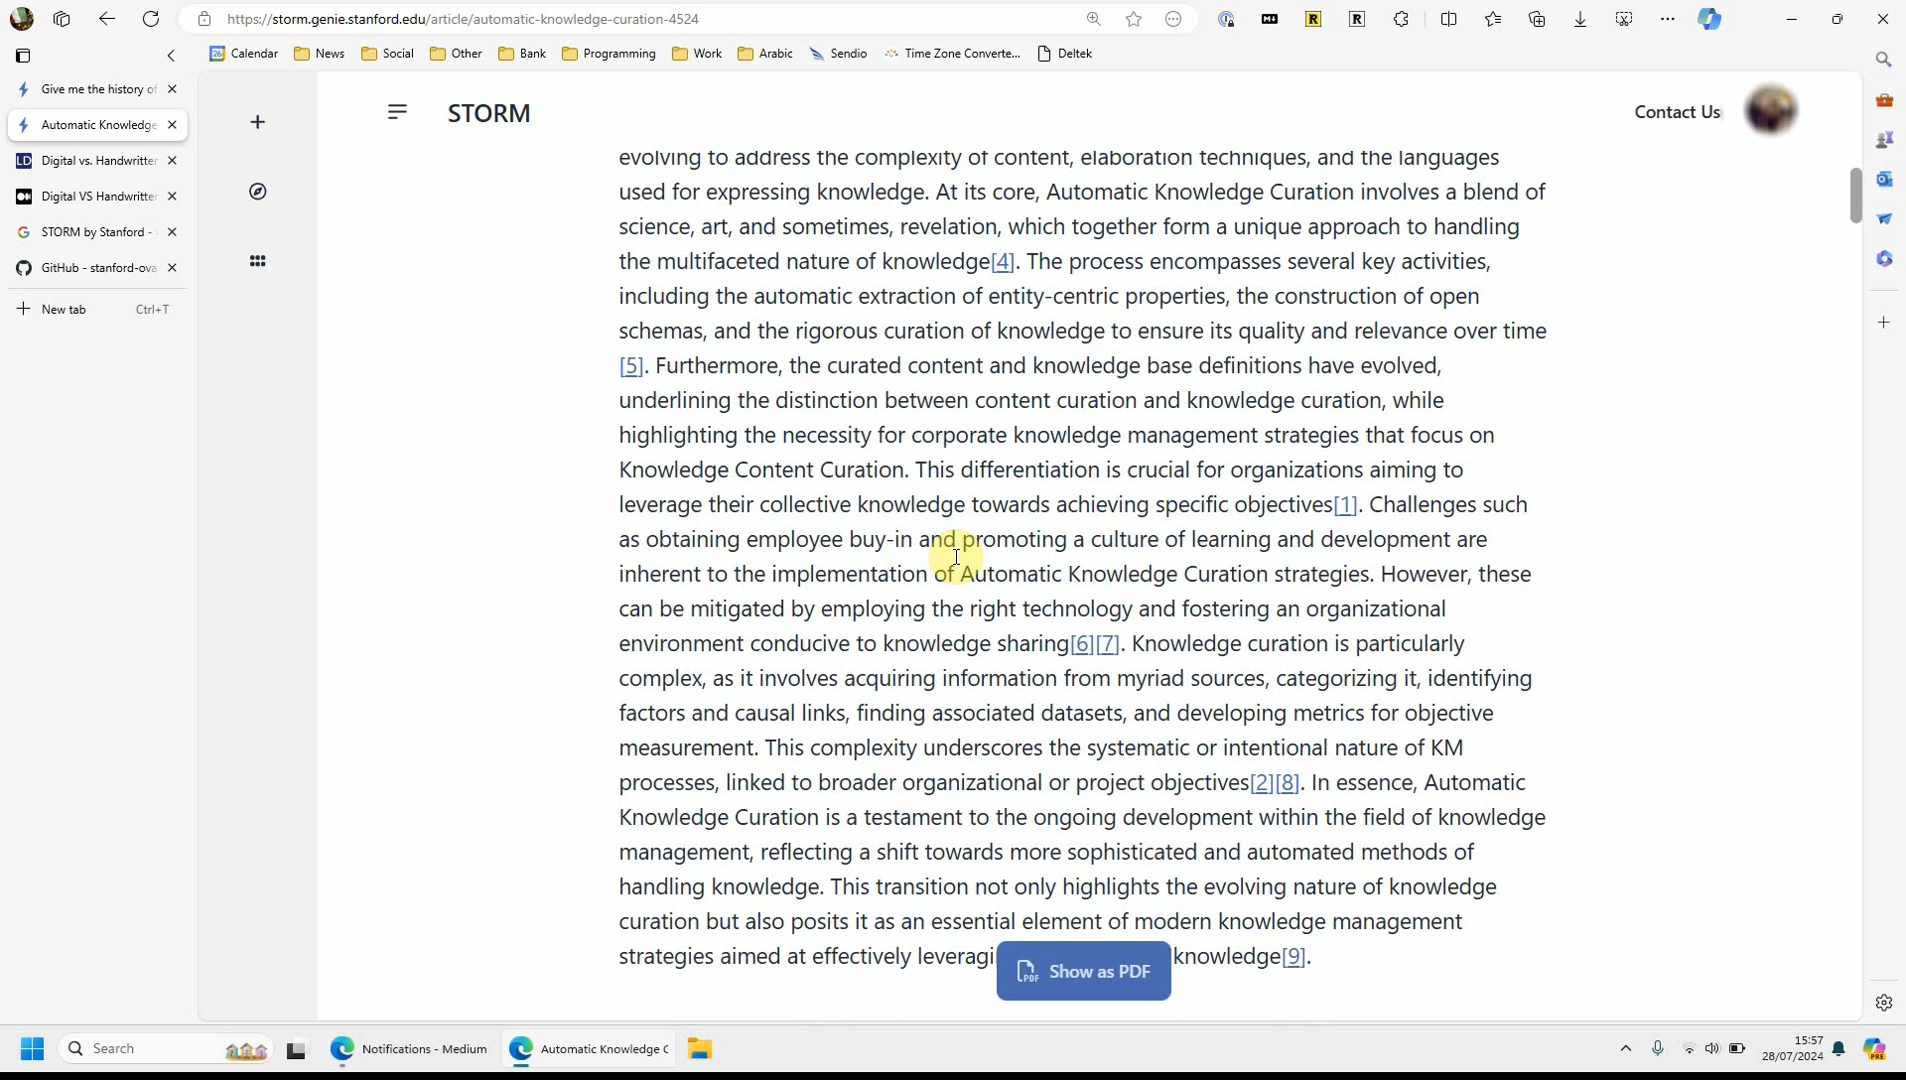 https://storm.genie.stanford.edu/article/automatic-knowledge-curation-4524
Calendar News Social Other Bank Programming Work Arabic Sendio Time Zone Converte... Deltek
Give me the history of
Automatic Knowledge
Digital vs. Handwritter
Digital VS Handwritter
STORM by Stanford -
GitHub - stanford-ova
New tab Ctrl+T
STORM
Contact Us
evolving to address the complexity of content, elaboration techniques, and the languages
used for expressing knowledge. At its core, Automatic Knowledge Curation involves a blend of
science, art, and sometimes, revelation, which together form a unique approach to handling
the multifaceted nature of knowledge[4]. The process encompasses several key activities,
including the automatic extraction of entity-centric properties, the construction of open
schemas, and the rigorous curation of knowledge to ensure its quality and relevance over time
[5]. Furthermore, the curated content and knowledge base definitions have evolved,
underlining the distinction between content curation and knowledge curation, while
highlighting the necessity for corporate knowledge management strategies that focus on
Knowledge Content Curation. This differentiation is crucial for organizations aiming to
leverage their collective knowledge towards achieving specific objectives[1]. Challenges such
as obtaining employee buy-in and promoting a culture of learning and development are
inherent to the implementation of Automatic Knowledge Curation strategies. However, these
can be mitigated by employing the right technology and fostering an organizational
environment conducive to knowledge sharing[6][7]. Knowledge curation is particularly
complex, as it involves acquiring information from myriad sources, categorizing it, identifying
factors and causal links, finding associated datasets, and developing metrics for objective
measurement. This complexity underscores the systematic or intentional nature of KM
processes, linked to broader organizational or project objectives[2][8]. In essence, Automatic
Knowledge Curation is a testament to the ongoing development within the field of knowledge
management, reflecting a shift towards more sophisticated and automated methods of
handling knowledge. This transition not only highlights the evolving nature of knowledge
curation but also posits it as an essential element of modern knowledge management
strategies aimed at effectively leveragi knowledge[9].
Show as PDF
Search
Notifications - Medium
Automatic Knowledge C
15:57
28/07/2024